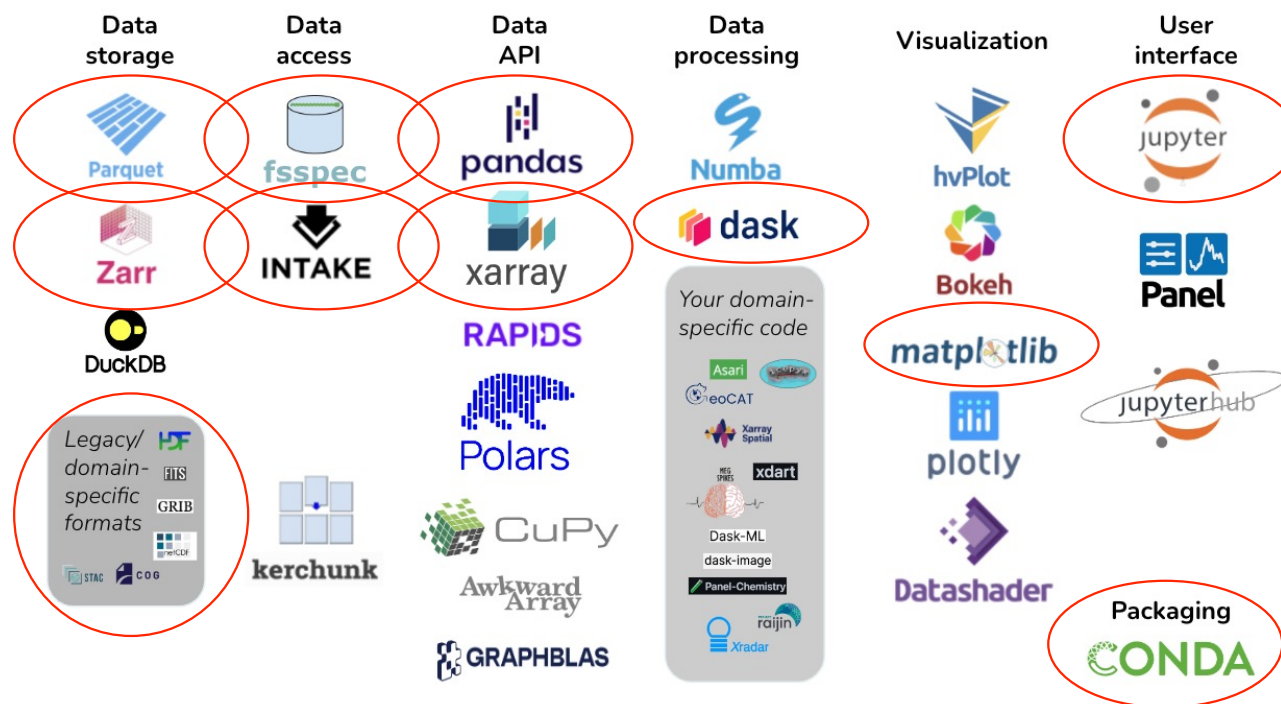 Data
storage
Data
access
Data
API
Data
processing
Visualization
User
interface
Parquet
Zarr
DuckDB
Legacy/
domain-
specific
formats
HDF
FITS
GRIB
netCDF
STAC
COG
fsspec
INTAKE
kerchunk
pandas
xarray
RAPIDS
Polars
CuPy
Awkward
Array
GRAPHBLAS
Numba
dask
Your domain-
specific code
Asari
GeoCAT
Xarray
Spatial
MEG
SPIKES
xdart
Dask-ML
dask-image
Panel-Chemistry
raijin
Xradar
hvPlot
Bokeh
matplotlib
plotly
Datashader
jupyter
Panel
jupyterhub
Packaging
CONDA